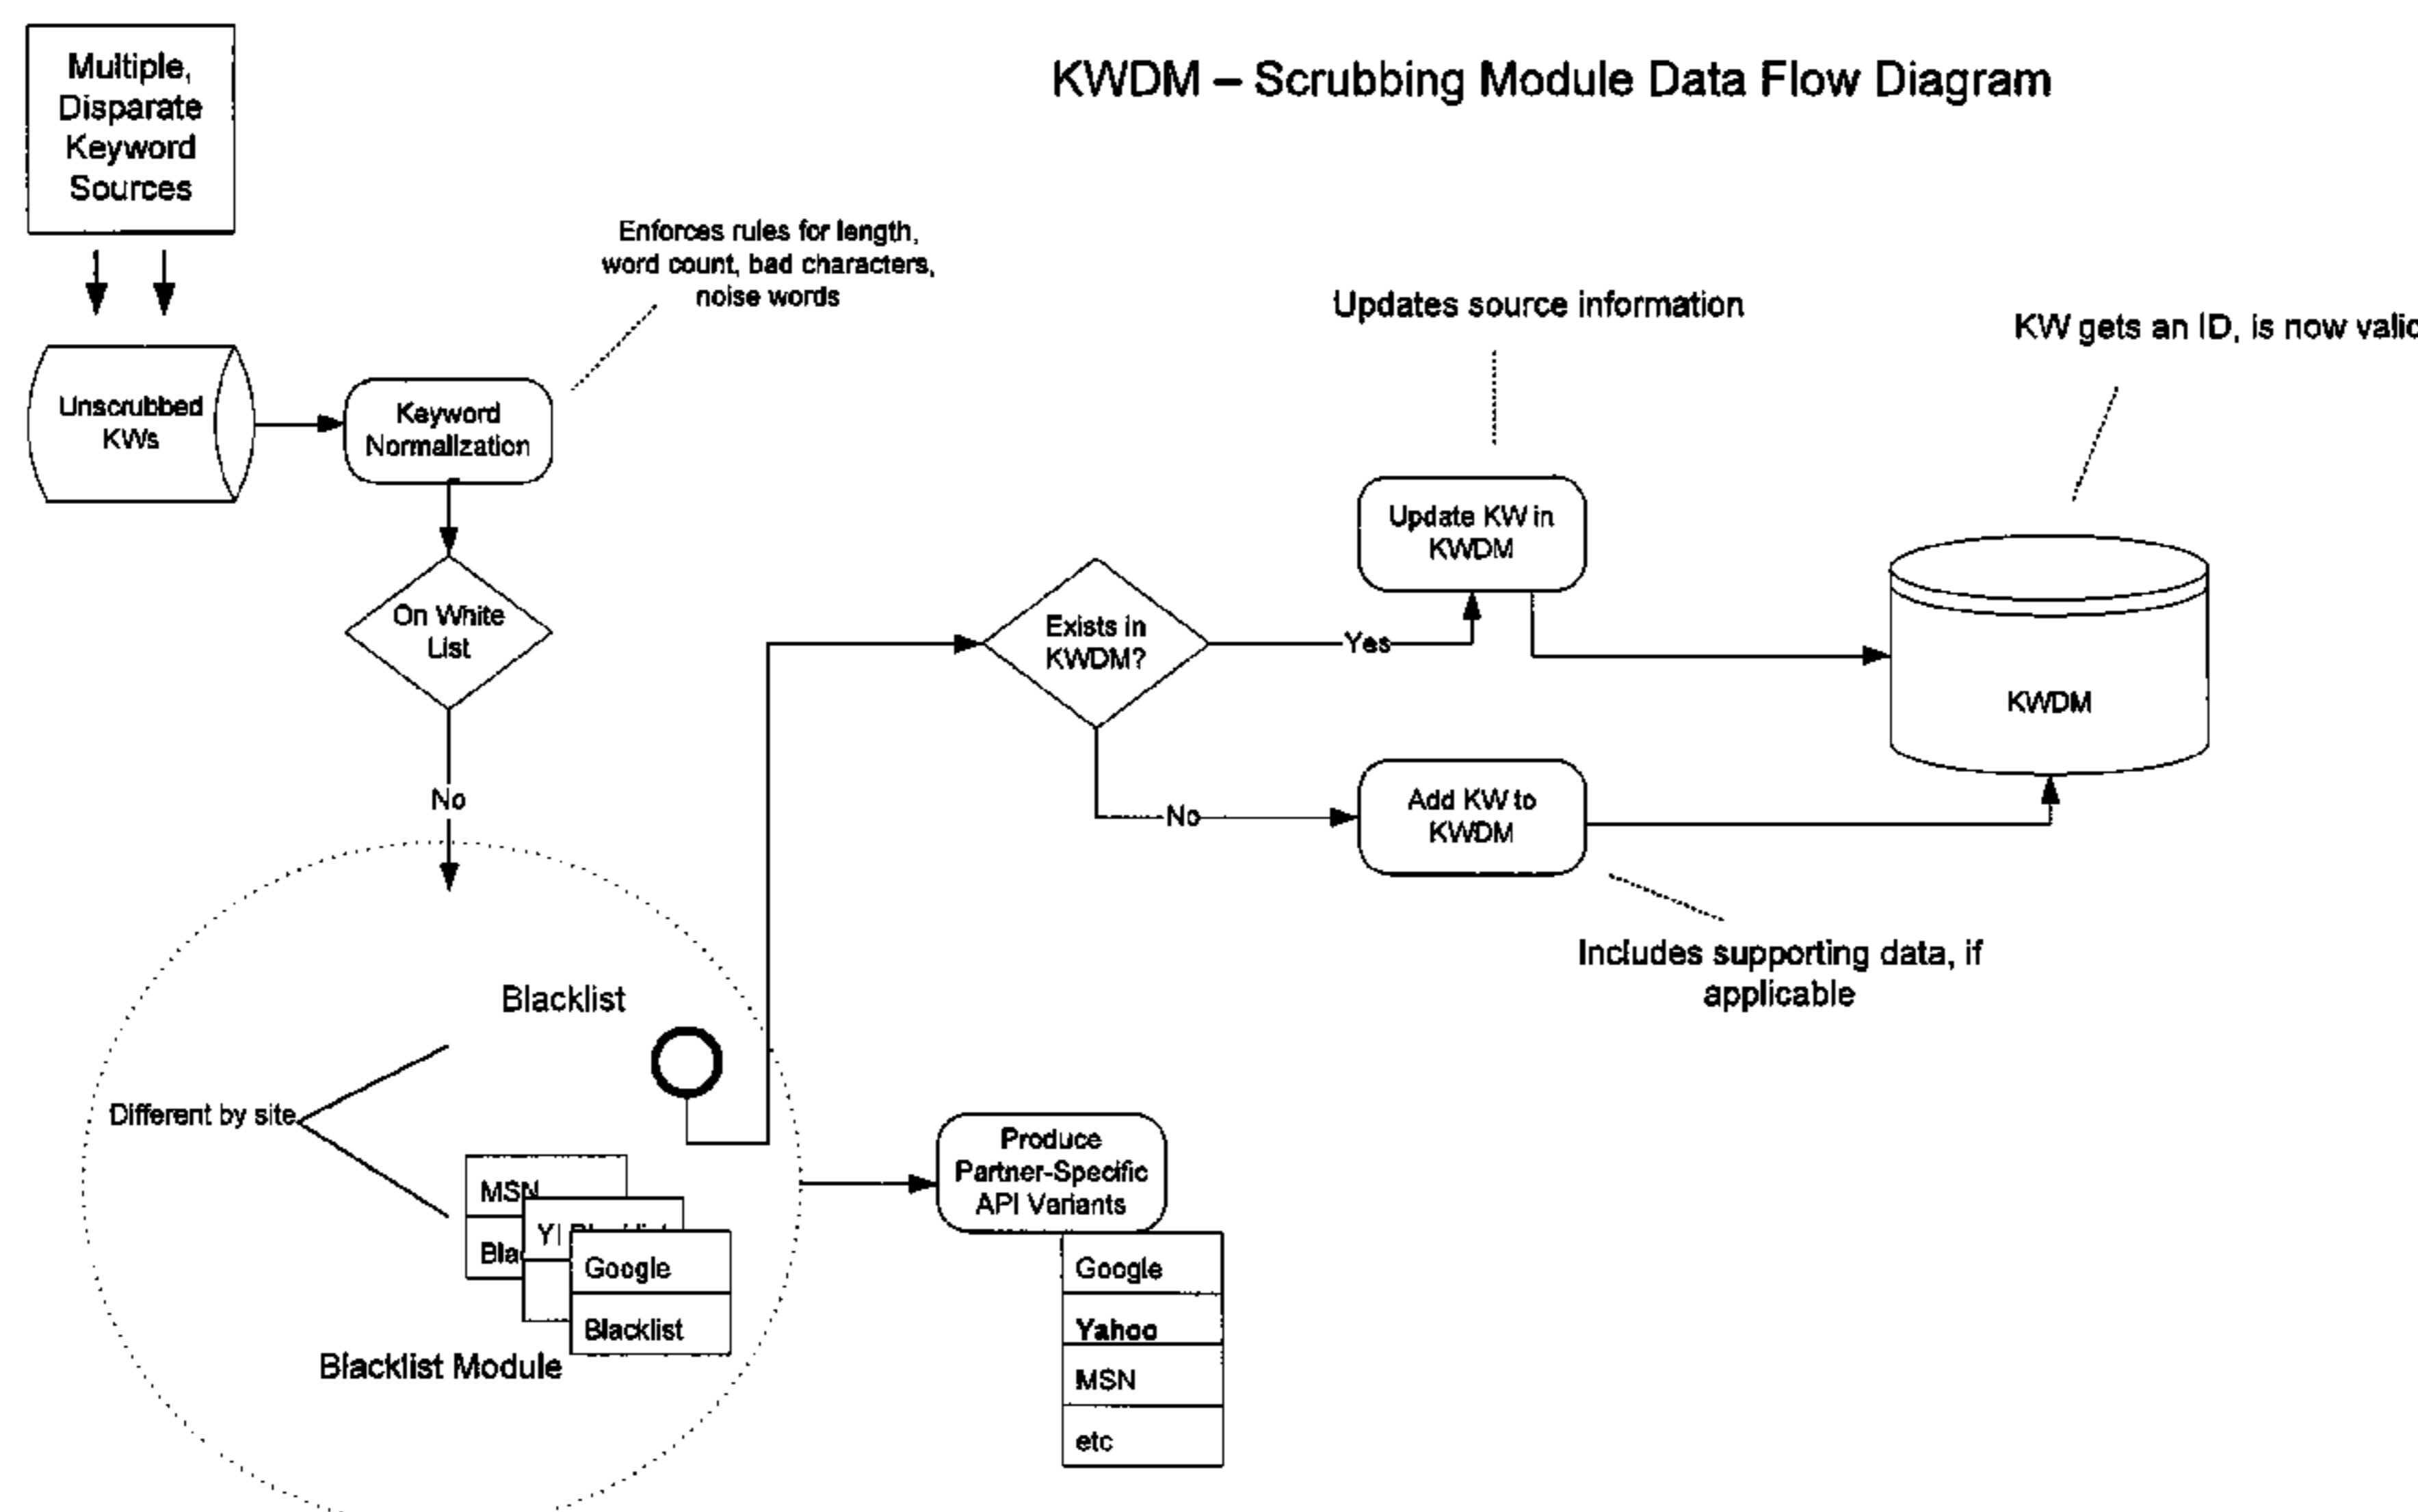 KWDM – Scrubbing Module Data Flow Diagram
Multiple,
Disparate
Keyword
Sources
Enforces rules for length,
word count, bad characters,
noise words
Updates source information
KW gets an ID, is now valid
Unscrubbed
KWs
Keyword
Normalization
On White
List
No
Exists in
KWDM?
Yes
No
Update KW in
KWDM
Add KW to
KWDM
KWDM
Includes supporting data, if
applicable
Blacklist
Different by site
MSN
Google
Blacklist
Blacklist Module
Produce
Partner-Specific
API Variants
Google
Yahoo
MSN
etc